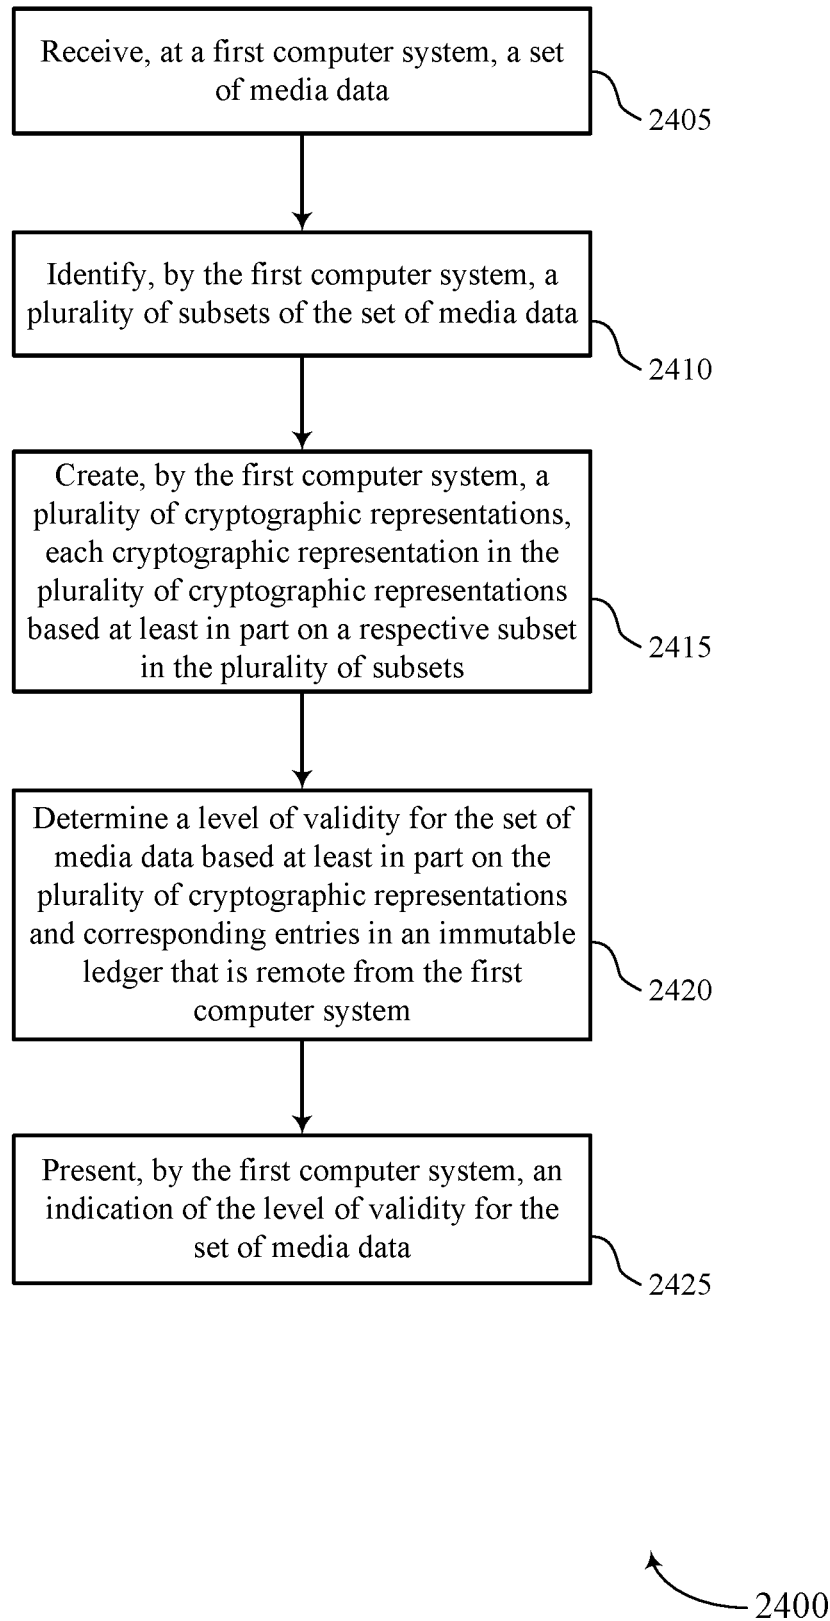 Receive, at a first computer system, a set
of media data
2405
Identify, by the first computer system, a
plurality of subsets of the set of media data
2410
Create, by the first computer system, a
plurality of cryptographic representations,
each cryptographic representation in the
plurality of cryptographic representations
based at least in part on a respective subset
in the plurality of subsets
2415
Determine a level of validity for the set of
media data based at least in part on the
plurality of cryptographic representations
and corresponding entries in an immutable
ledger that is remote from the first
computer system
2420
Present, by the first computer system, an
indication of the level of validity for the
set of media data
2425
2400